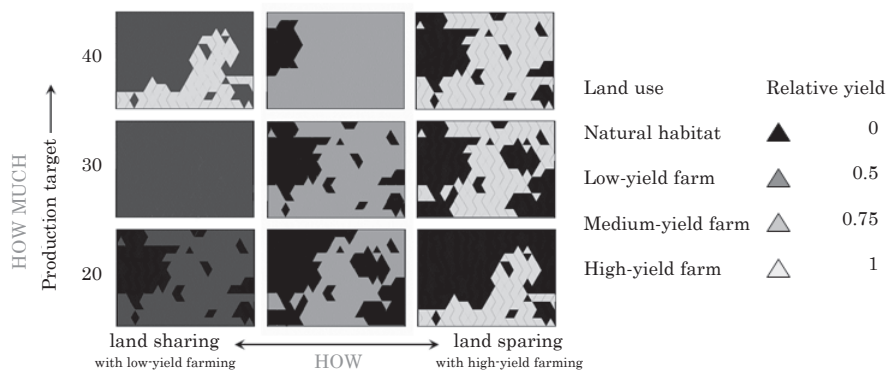 HOW MUCH
Production target
40
30
20
land sharing
with low-yield farming
HOW
land sparing
with high-yield farming
Land use Relative yield
Natural habitat 0
Low-yield farm 0.5
Medium-yield farm 0.75
High-yield farm 1